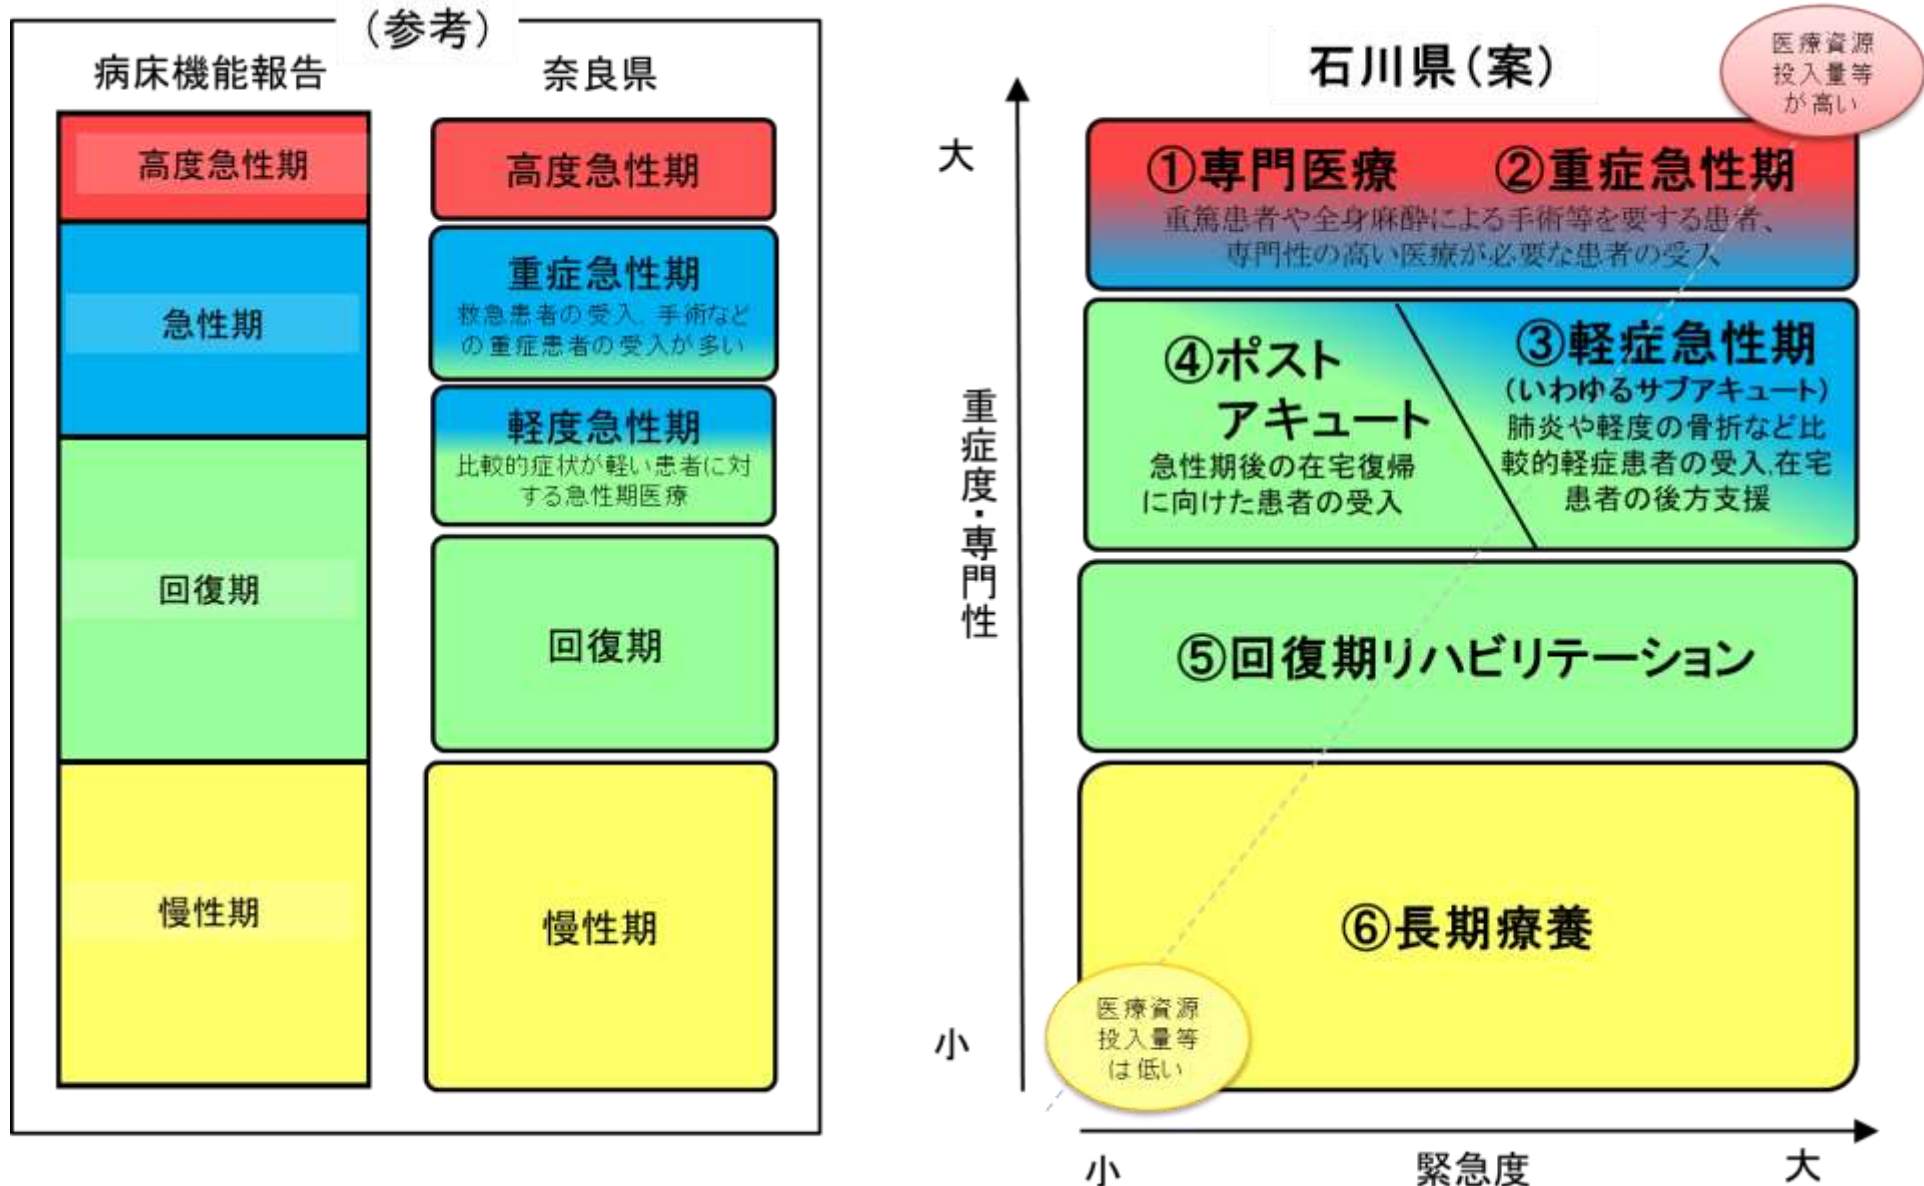 (参考)
病床機能報告
高度急性期
急性期
回復期
慢性期
奈良県
高度急性期
重症急性期
救急患者の受入、手術など
の重症患者の受入が多い
軽度急性期
比較的症状が軽い患者に対
する急性期医療
回復期
慢性期
石川県(案)
医療資源
投入量等
が高い
大
重症度・専門性
小
①専門医療 ②重症急性期
重篤患者や全身麻酔による手術等を要する患者、
専門性の高い医療が必要な患者の受入
④ポスト
アキュート
急性期後の在宅復帰
に向けた患者の受入
③軽症急性期
(いわゆるサブアキュート)
肺炎や軽度の骨折など比
較的軽症患者の受入,在宅
患者の後方支援
⑤回復期リハビリテーション
⑥長期療養
医療資源
投入量等
は低い
小
緊急度
大